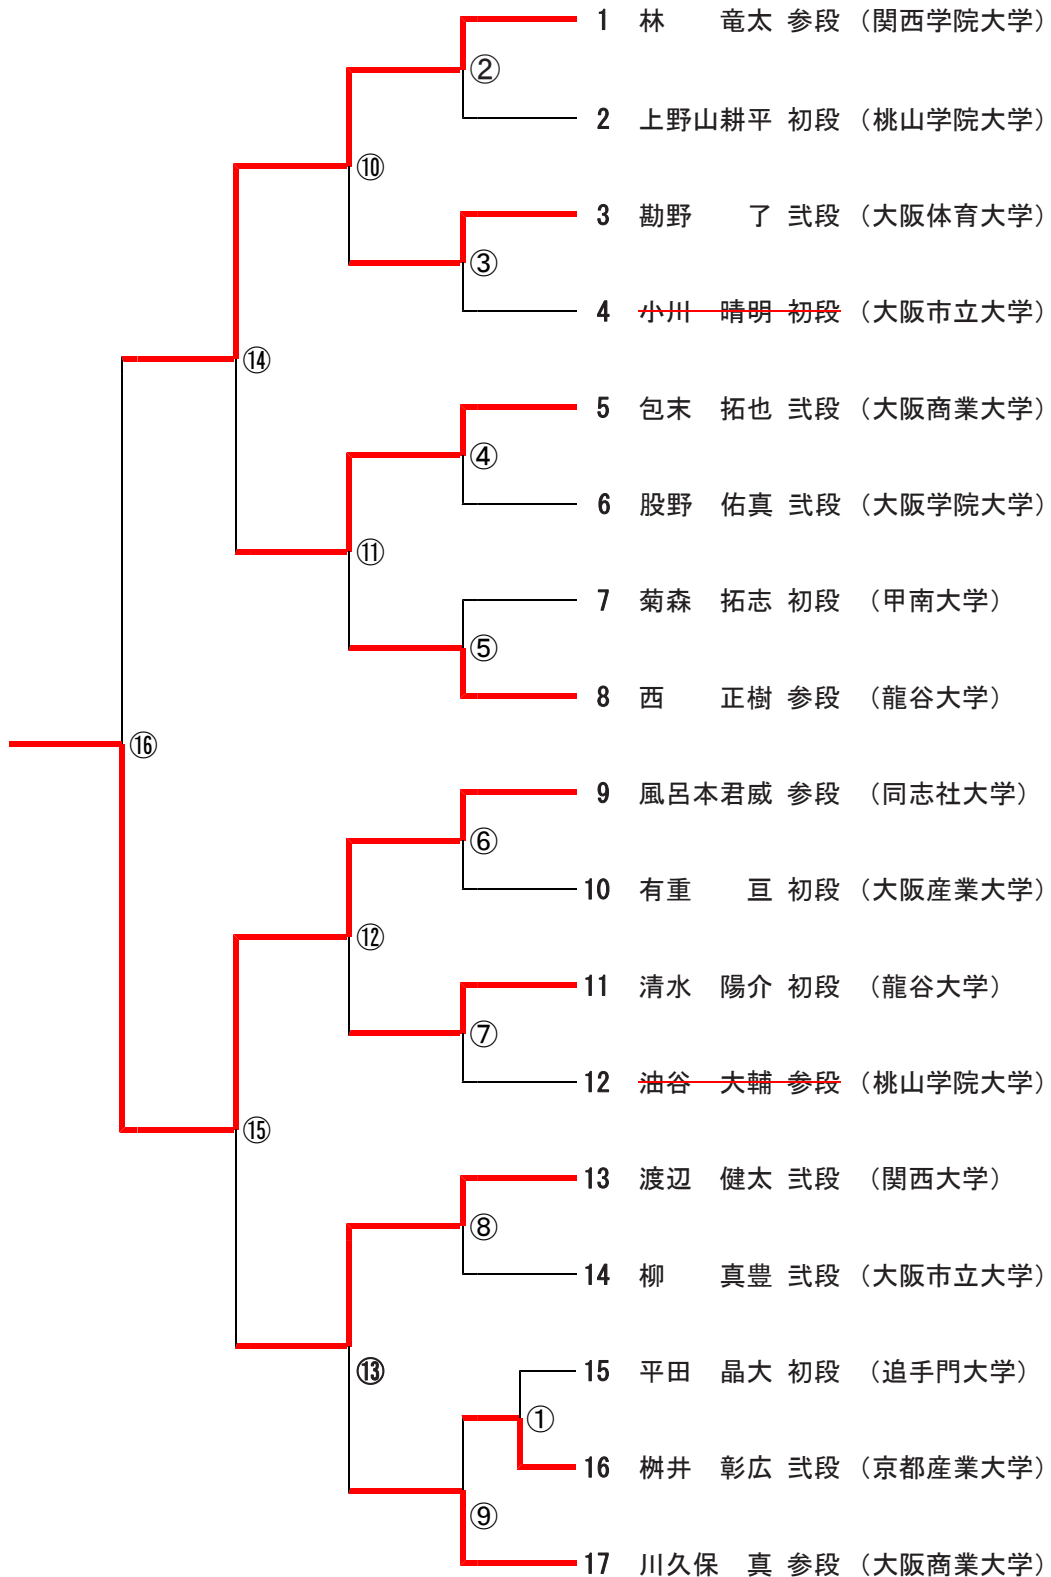 1 林 竜太 参段 （関西学院大学）
②
2 上野山耕平 初段 （桃山学院大学）
⑩
3 勘野 了 弐段 （大阪体育大学）
③
4 小川 晴明 初段 （大阪市立大学）
⑭
5 包末 拓也 弐段 （大阪商業大学）
④
6 股野 佑真 弐段 （大阪学院大学）
⑪
7 菊森 拓志 初段 （甲南大学）
⑤
8 西 正樹 参段 （龍谷大学）
⑯
9 風呂本君威 参段 （同志社大学）
⑥
10 有重 亘 初段 （大阪産業大学）
⑫
11 清水 陽介 初段 （龍谷大学）
⑦
12 油谷 大輔 参段 （桃山学院大学）
⑮
13 渡辺 健太 弐段 （関西大学）
⑧
14 柳 真豊 弐段 （大阪市立大学）
⑬
15 平田 晶大 初段 （追手門大学）
①
16 桝井 彰広 弐段 （京都産業大学）
⑨
17 川久保 真 参段 （大阪商業大学）